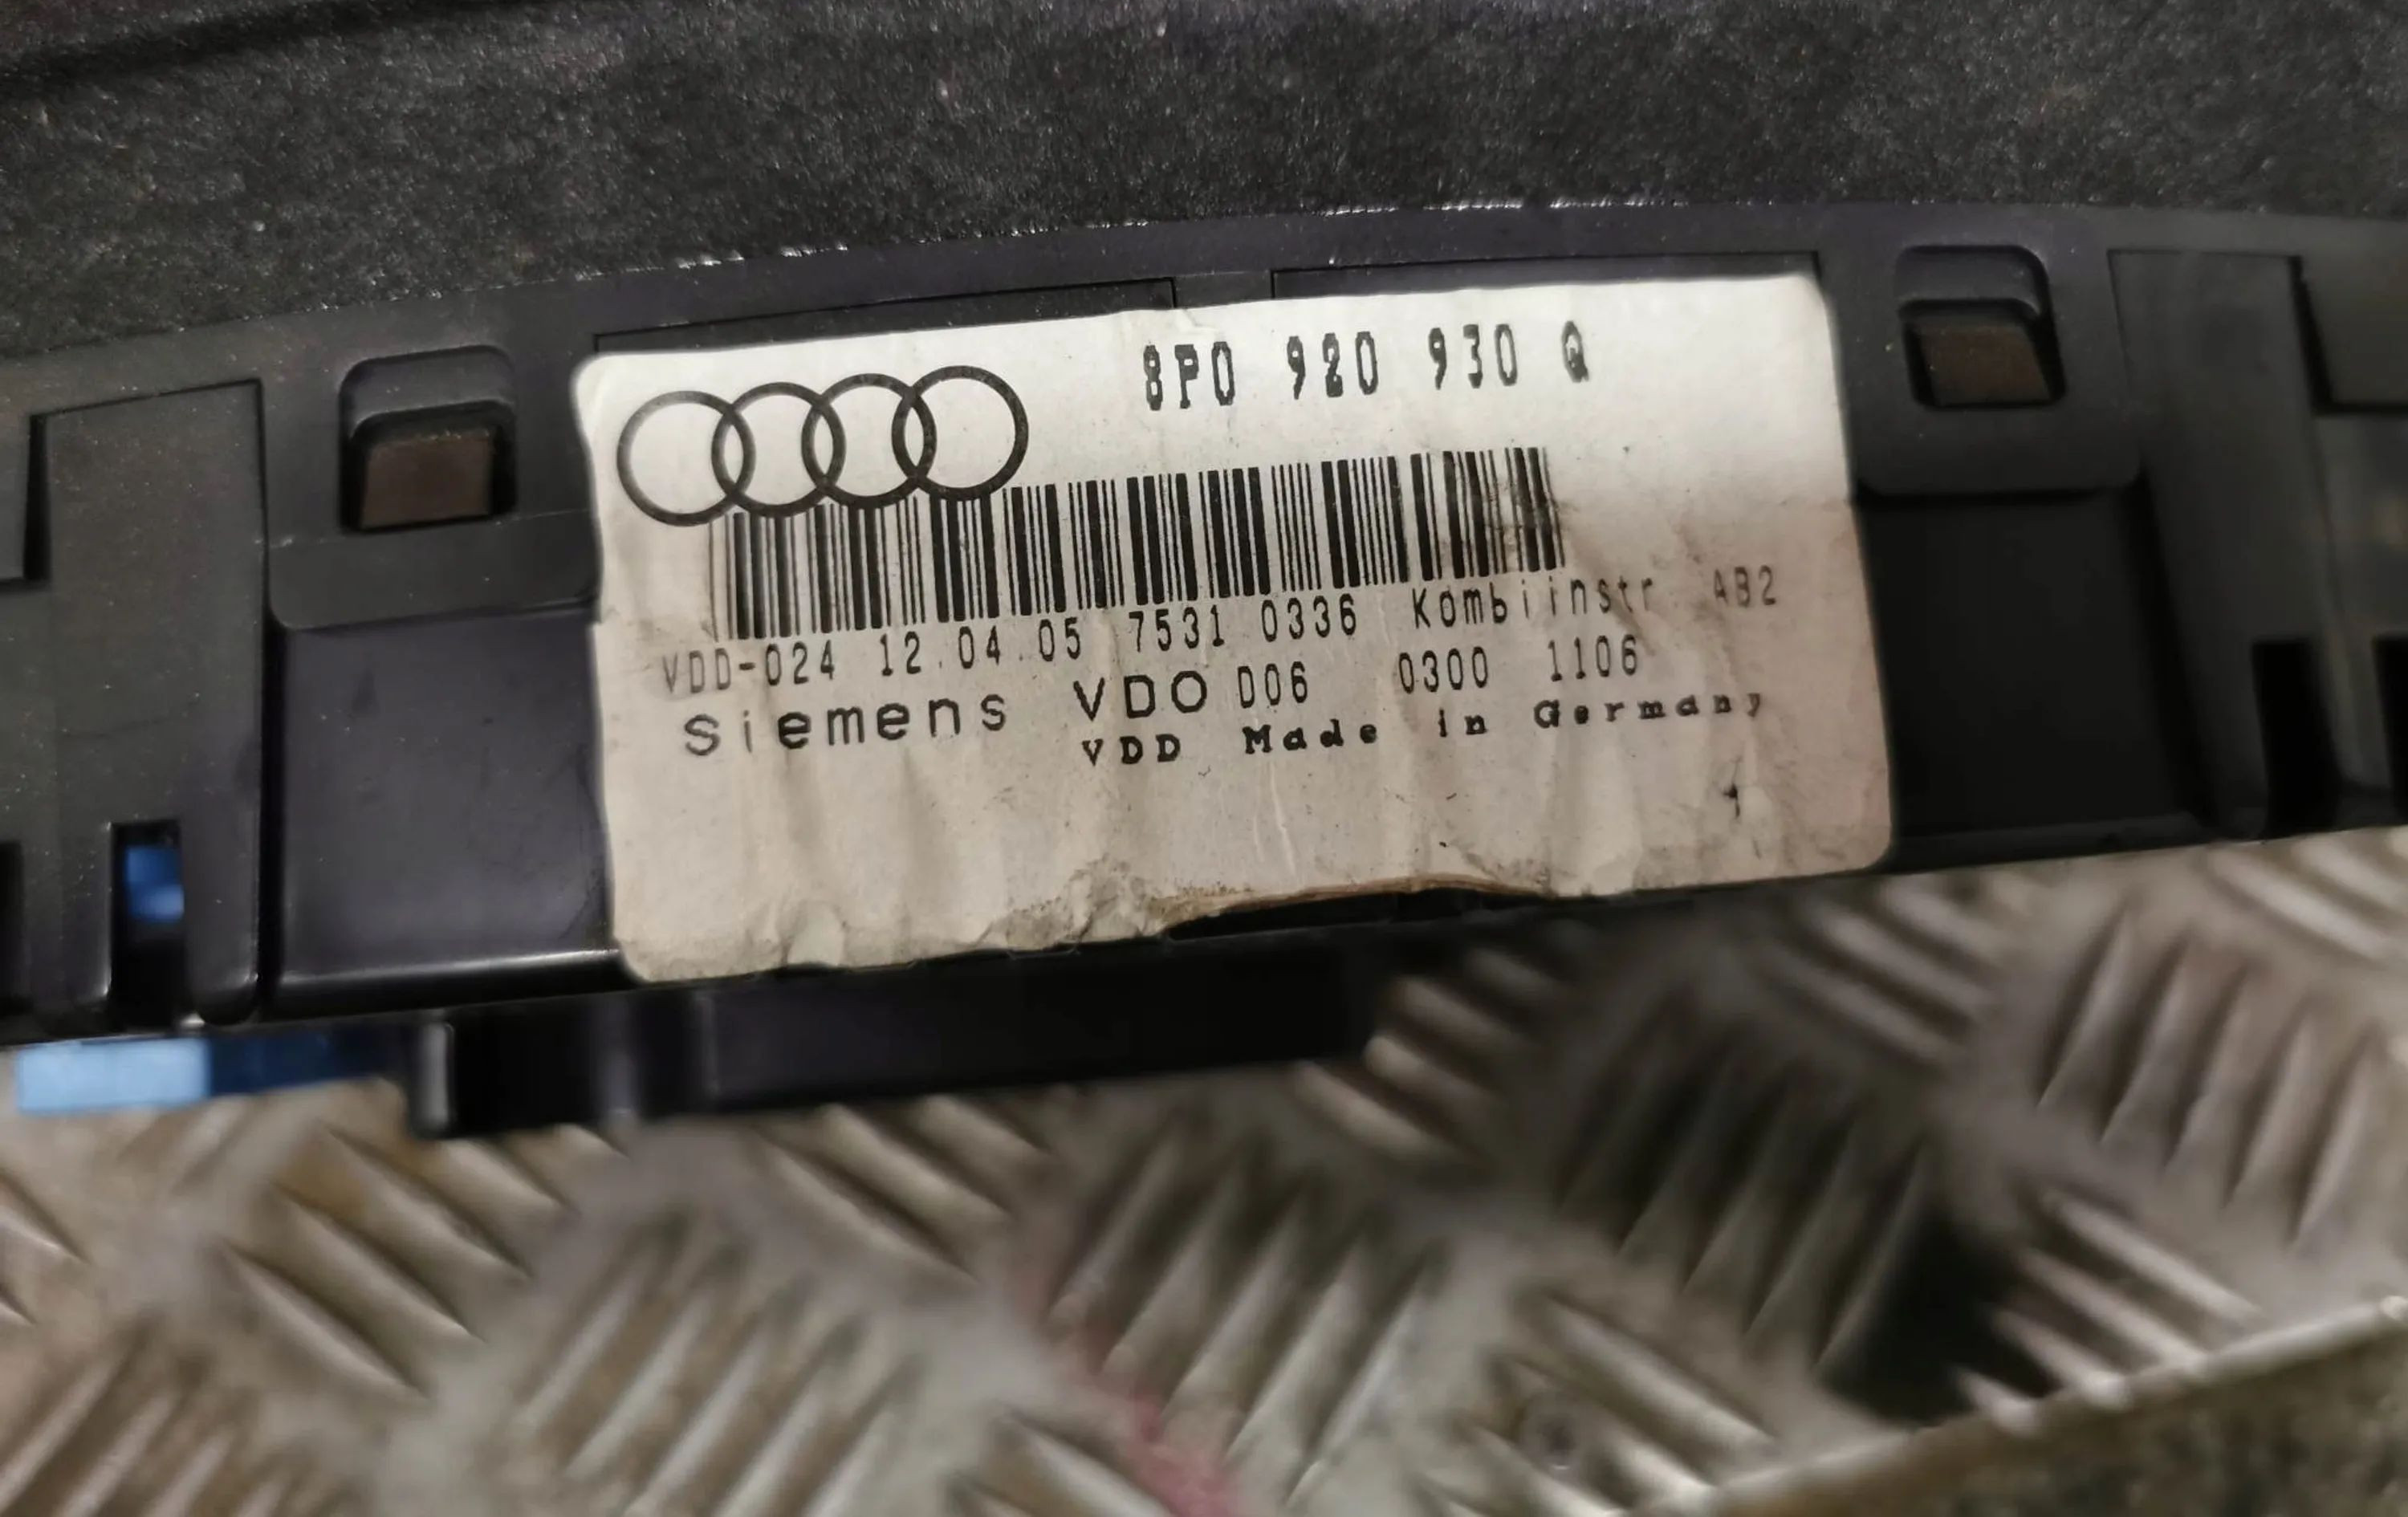 8P0 920 930 Q
VDD-024 12.04.05 7531 0336 Kombiinstr. AB2
Siemens VDO D06 0300 1106
VDD Made in Germany